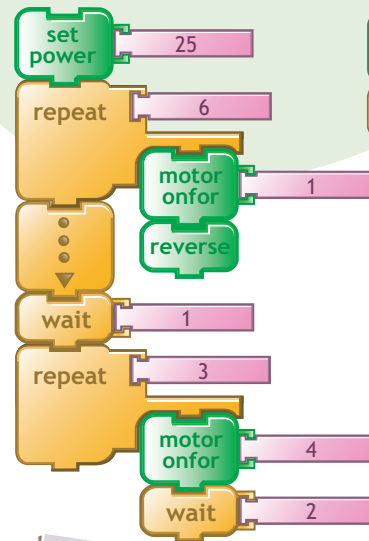 set
power
25
repeat
6
motor
onfor
1
reverse
wait
1
repeat
3
motor
onfor
4
wait
2